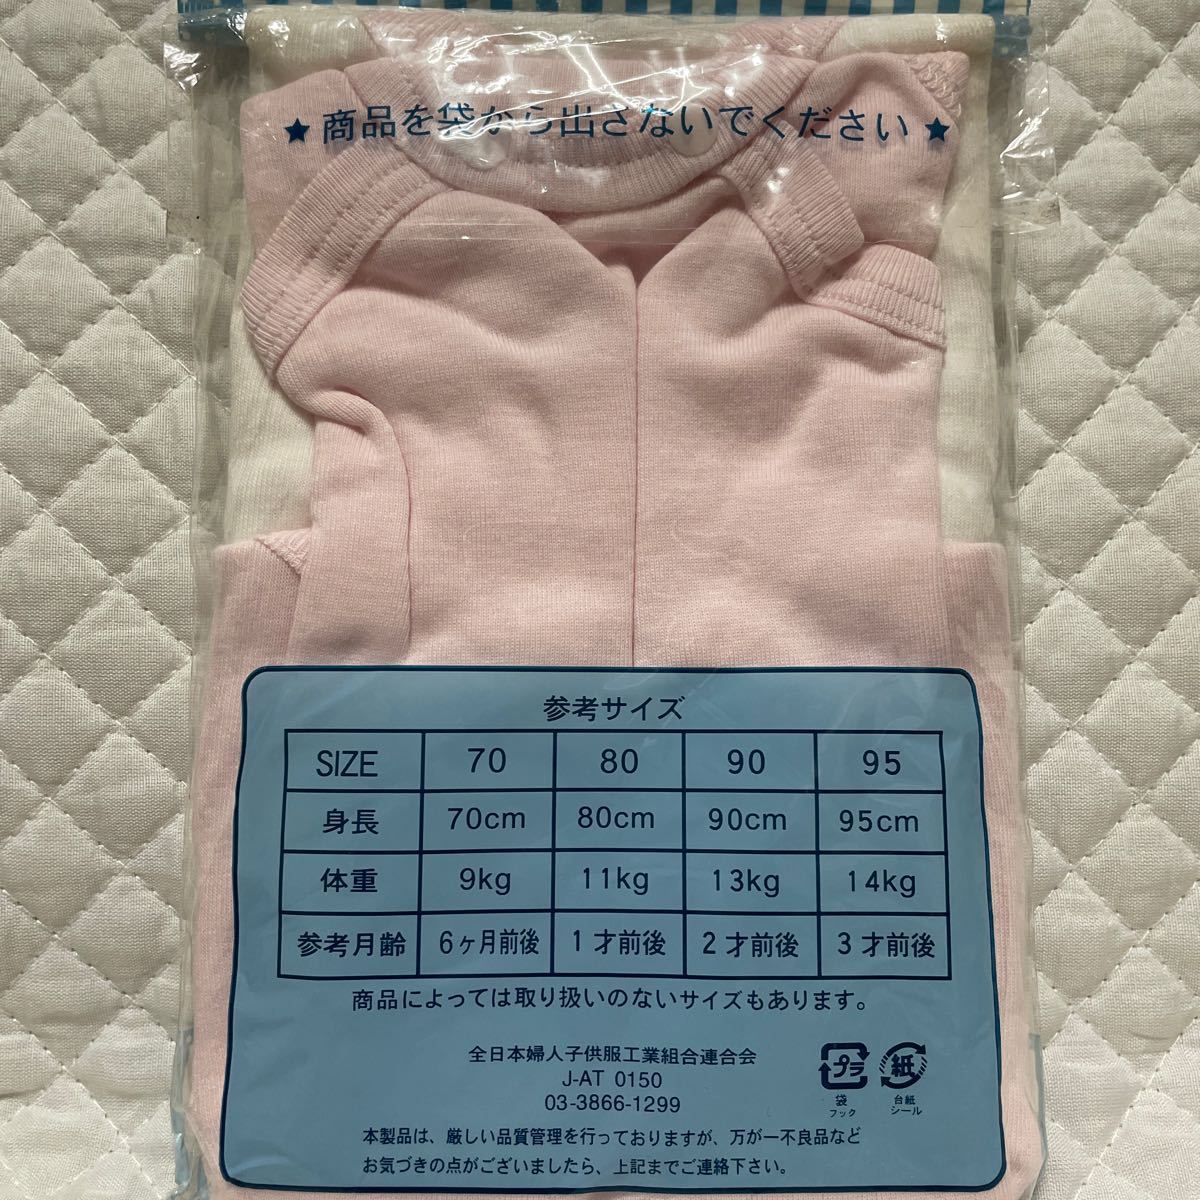 ★商品を袋から出さないでください★
参考サイズ
SIZE 70 80 90 95
身長 70cm 80cm 90cm 95cm
体重 9kg 11kg 13kg 14kg
参考月齢 6ヶ月前後 1才前後 2才前後 3才前後
商品によっては取り扱いのないサイズもあります。
全日本婦人子供服工業組合連合会
J-AT 0150
03-3866-1299
プラ 紙
袋 台紙
フック シール
本製品は、厳しい品質管理を行っておりますが、万が一不良品など
お気づきの点がございましたら、上記までご連絡下さい。